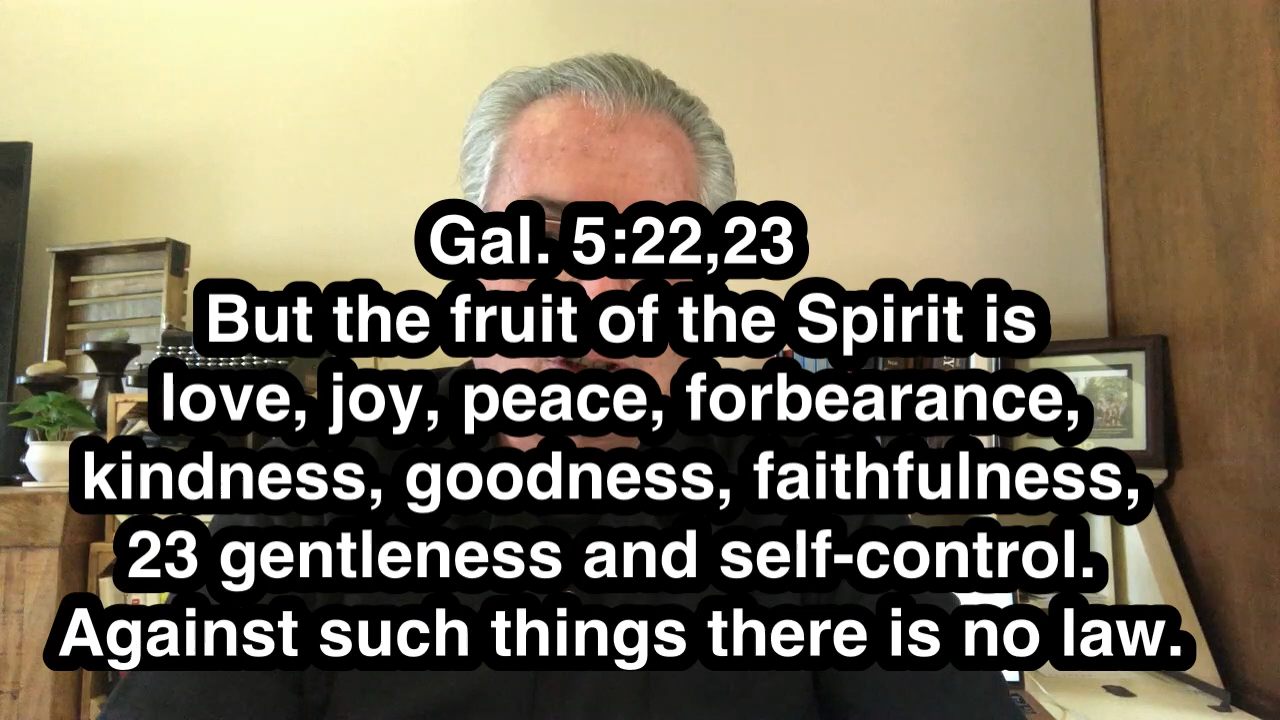 Gal. 5:22,23
But the fruit of the Spirit is
love, joy, peace, forbearance,
kindness, goodness, faithfulness,
23 gentleness and self-control.
Against such things there is no law.